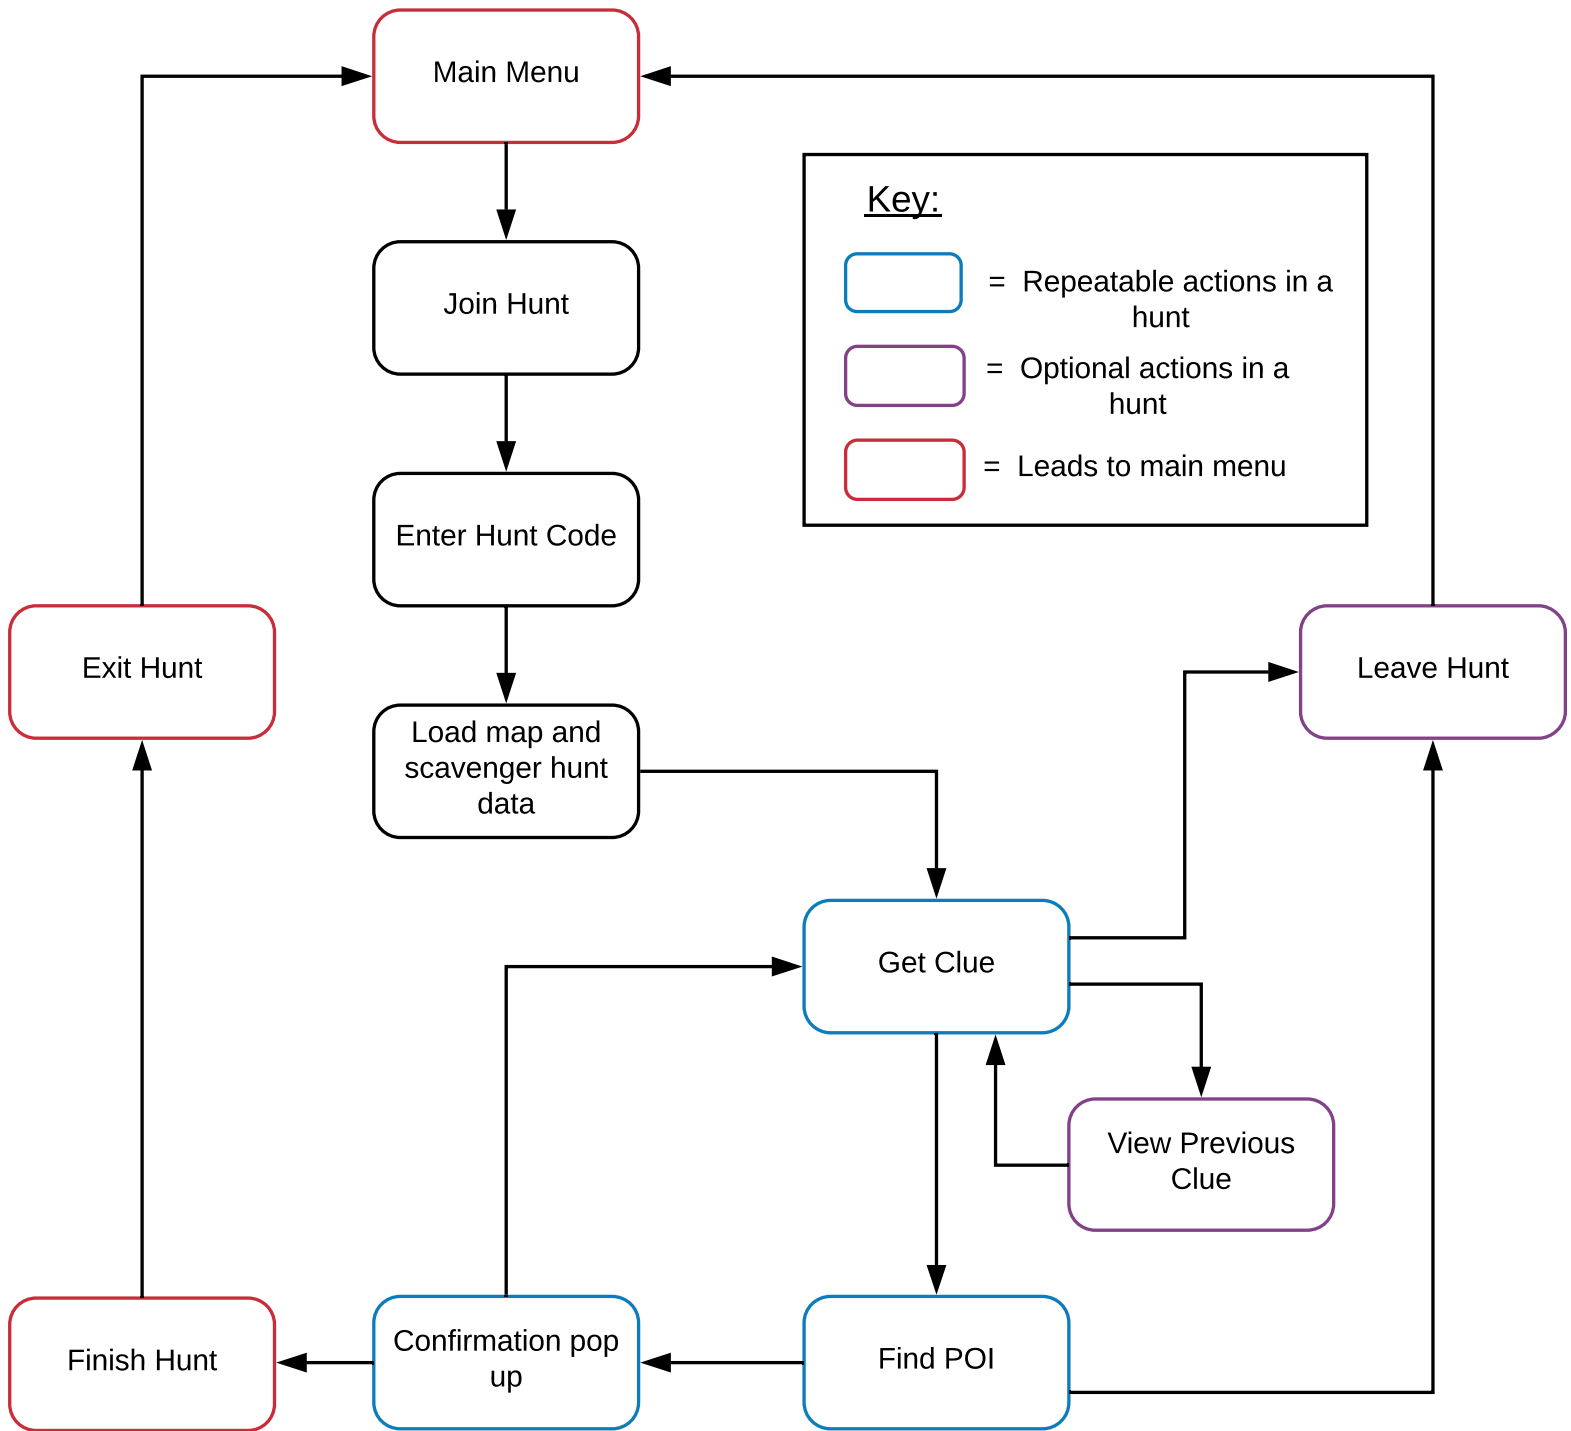 Main Menu
Key:
= Repeatable actions in a
hunt
Join Hunt
= Optional actions in a
hunt
= Leads to main menu
Enter Hunt Code
Exit Hunt
Leave Hunt
Load map and
scavenger hunt
data
Get Clue
View Previous
Clue
Finish Hunt
Confirmation pop
up
Find POI